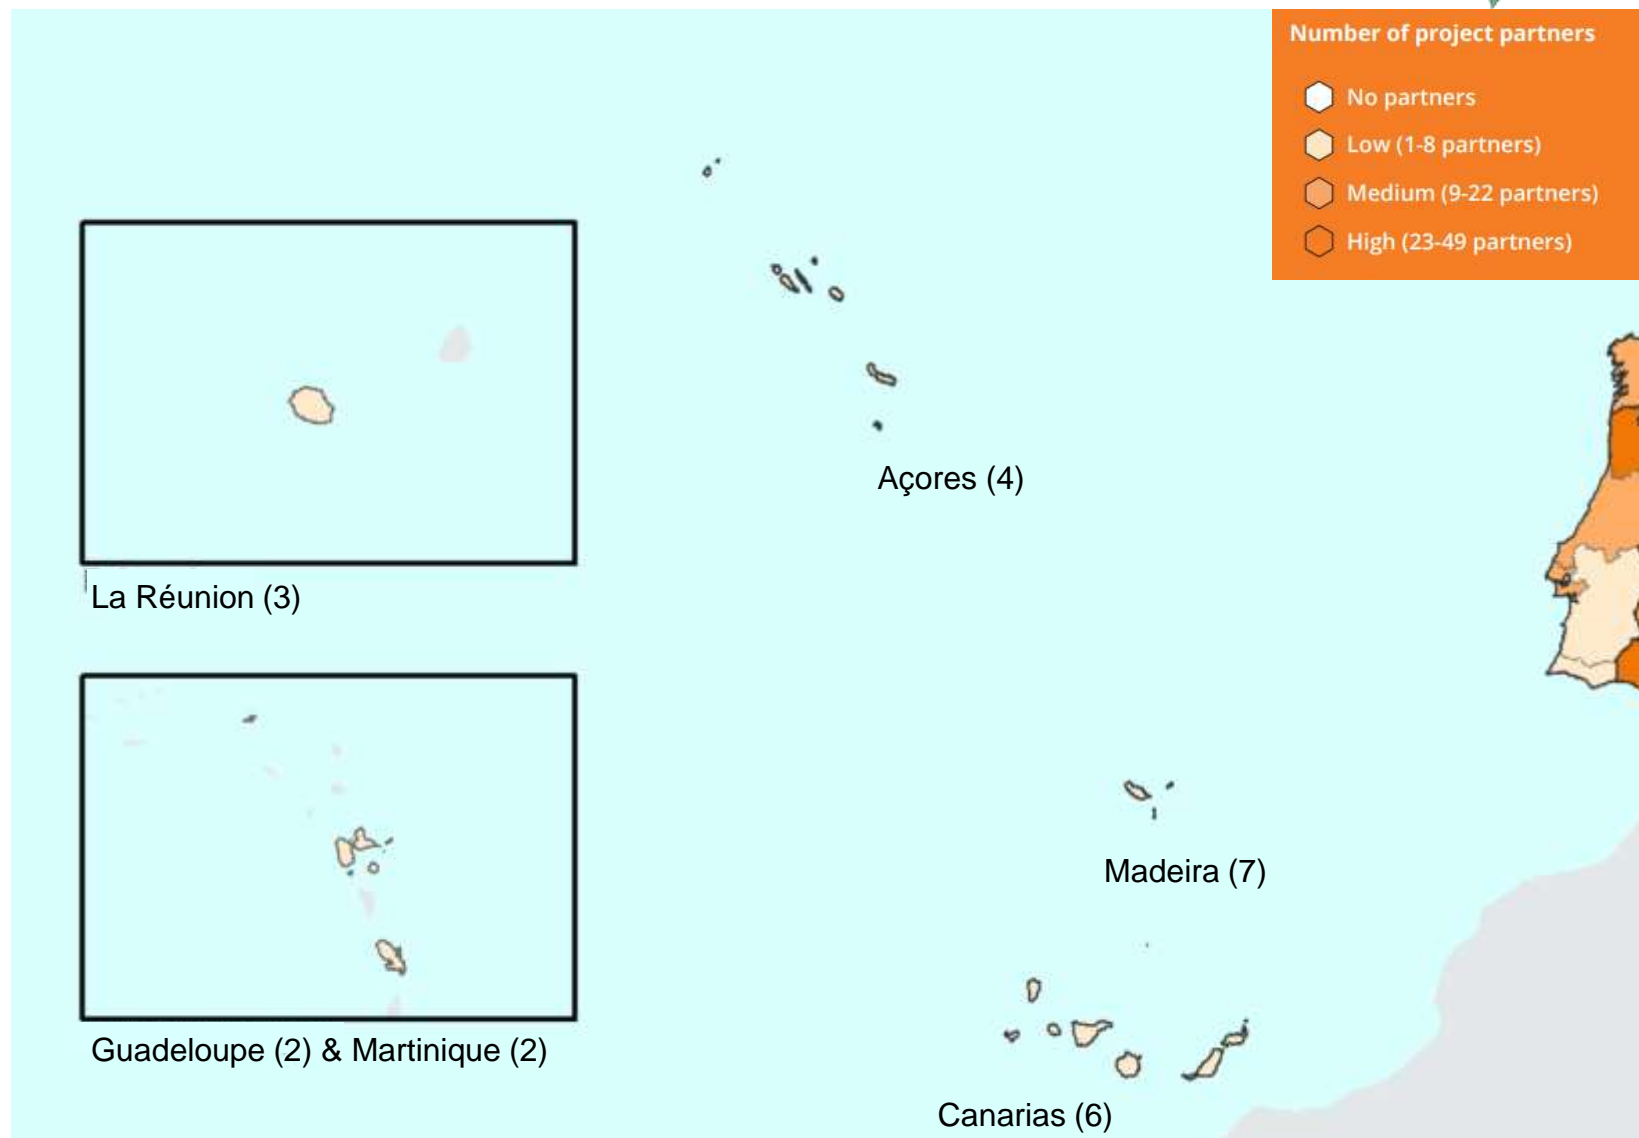 Number of project partners
No partners
Low (1-8 partners)
Medium (9-22 partners)
High (23-49 partners)
Açores (4)
La Réunion (3)
Madeira (7)
Guadeloupe (2) & Martinique (2)
Canarias (6)